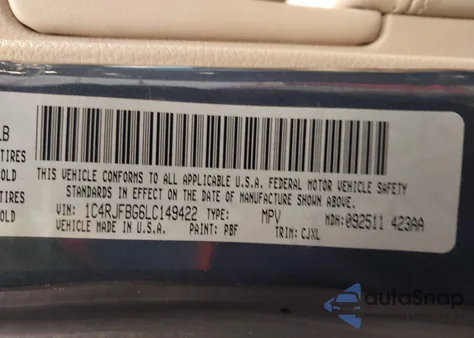 LB
TIRES
OLD
TIRES
OLD
THIS VEHICLE CONFORMS TO ALL APPLICABLE U.S.A. FEDERAL MOTOR VEHICLE SAFETY
STANDARDS IN EFFECT ON THE DATE OF MANUFACTURE SHOWN ABOVE.
VIN: 1C4RJFBG6LC149422 TYPE: MPV MDH: 092511 423AA
VEHICLE MADE IN U.S.A. PAINT: PBF TRIM: CJXL
autoSnap